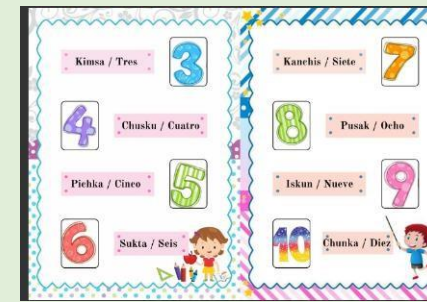 Kimsa / Tres
3
4
Chusku / Cuatro
Pichka / Cinco
5
6
Sukta / Seis
Kanchis / Siete
7
8
Pusak / Ocho
Iskun / Nueve
9
10
Chunka / Diez